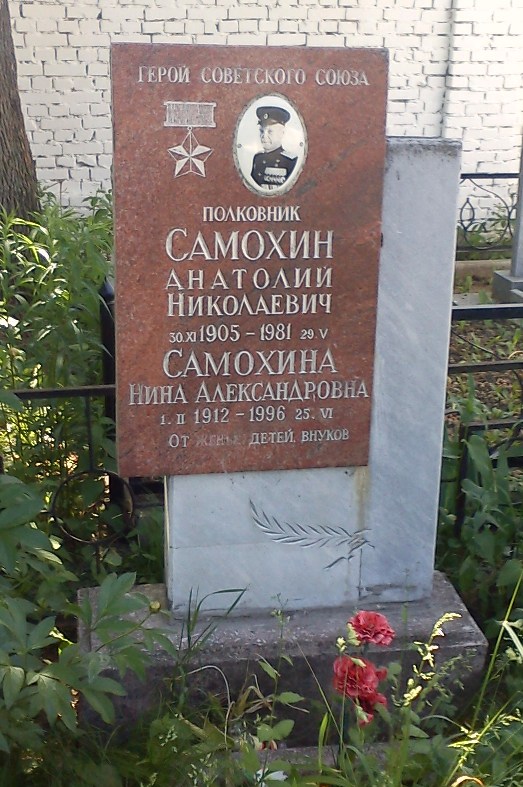 ГЕРОЙ СОВЕТСКОГО СОЮЗА
ПОЛКОВНИК
САМОХИН
АНАТОЛИЙ
НИКОЛАЕВИЧ
30.XI 1905 - 1981 29.V
САМОХИНА
НИНА АЛЕКСАНДРОВНА
1.II 1912 - 1996 25.VI
ОТ ЖЕНЫ, ДЕТЕЙ, ВНУКОВ